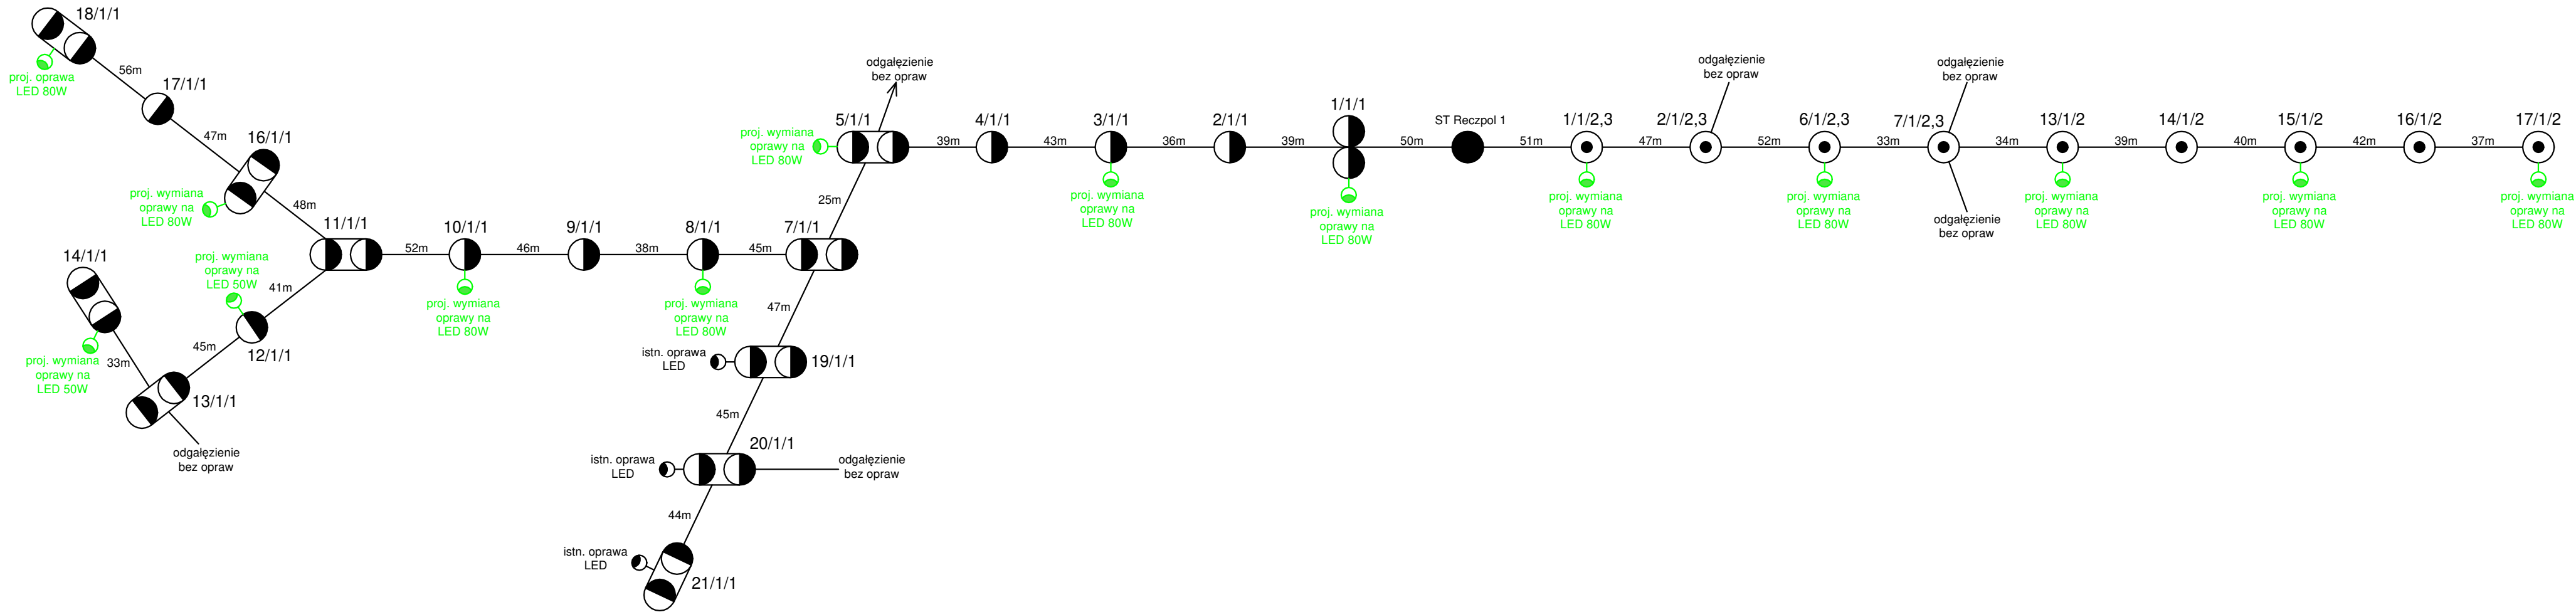 18/1/1
proj. oprawa
LED 80W
56m
17/1/1
47m
16/1/1
proj. wymiana
oprawy na
LED 80W
48m
11/1/1
14/1/1
proj. wymiana
oprawy na
LED 50W
41m
12/1/1
45m
33m
proj. wymiana
oprawy na
LED 50W
13/1/1
odgałęzienie
bez opraw
52m
10/1/1
proj. wymiana
oprawy na
LED 80W
46m
9/1/1
38m
8/1/1
proj. wymiana
oprawy na
LED 80W
45m
7/1/1
25m
odgałęzienie
bez opraw
5/1/1
proj. wymiana
oprawy na
LED 80W
39m
4/1/1
43m
3/1/1
proj. wymiana
oprawy na
LED 80W
36m
2/1/1
39m
1/1/1
proj. wymiana
oprawy na
LED 80W
50m
ST Reczpol 1
51m
1/1/2,3
proj. wymiana
oprawy na
LED 80W
47m
odgałęzienie
bez opraw
2/1/2,3
52m
6/1/2,3
proj. wymiana
oprawy na
LED 80W
33m
odgałęzienie
bez opraw
7/1/2,3
odgałęzienie
bez opraw
34m
13/1/2
proj. wymiana
oprawy na
LED 80W
39m
14/1/2
40m
15/1/2
proj. wymiana
oprawy na
LED 80W
42m
16/1/2
37m
17/1/2
proj. wymiana
oprawy na
LED 80W
47m
istn. oprawa
LED
19/1/1
45m
20/1/1
istn. oprawa
LED
odgałęzienie
bez opraw
44m
istn. oprawa
LED
21/1/1